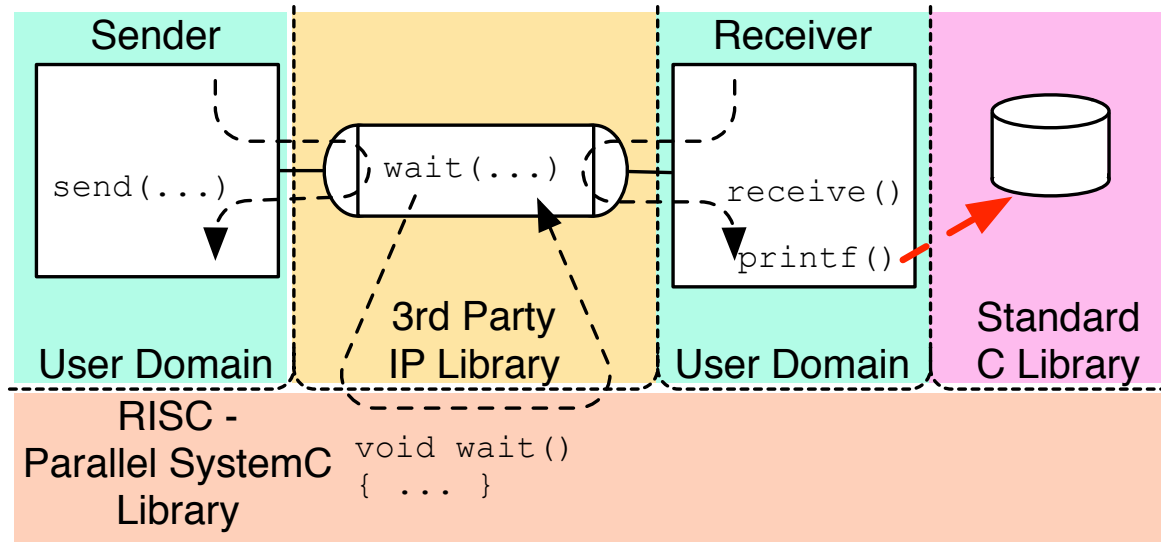 Sender
Receiver
send(...)
wait(...)
receive()
printf()
User Domain
3rd Party
IP Library
User Domain
Standard
C Library
RISC -
Parallel SystemC
Library
void wait()
{ ... }